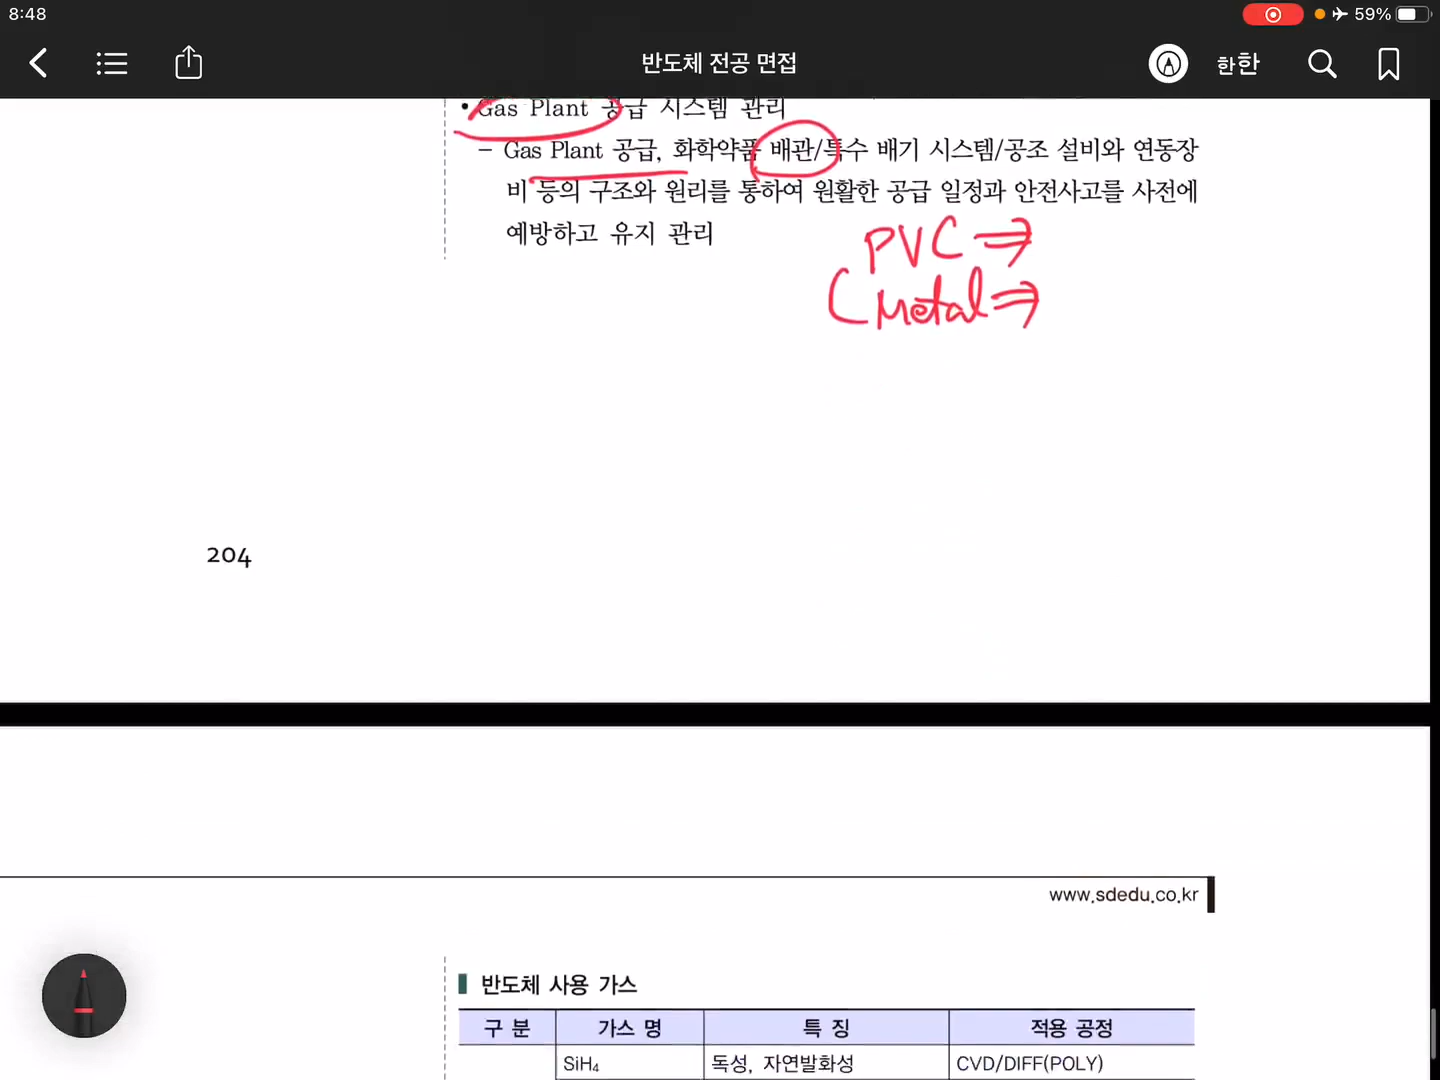 8:48
59%
반도체 전공 면접
한한
• Gas Plant 공급 시스템 관리
– Gas Plant 공급, 화학약품 배관/특수 배기 시스템/공조 설비와 연동장
비 등의 구조와 원리를 통하여 원활한 공급 일정과 안전사고를 사전에
예방하고 유지 관리
PVC ⇒
( Metal ⇒
204
www.sdedu.co.kr
반도체 사용 가스
구 분 가스 명 특 징 적용 공정
SiH₄ 독성, 자연발화성 CVD/DIFF(POLY)